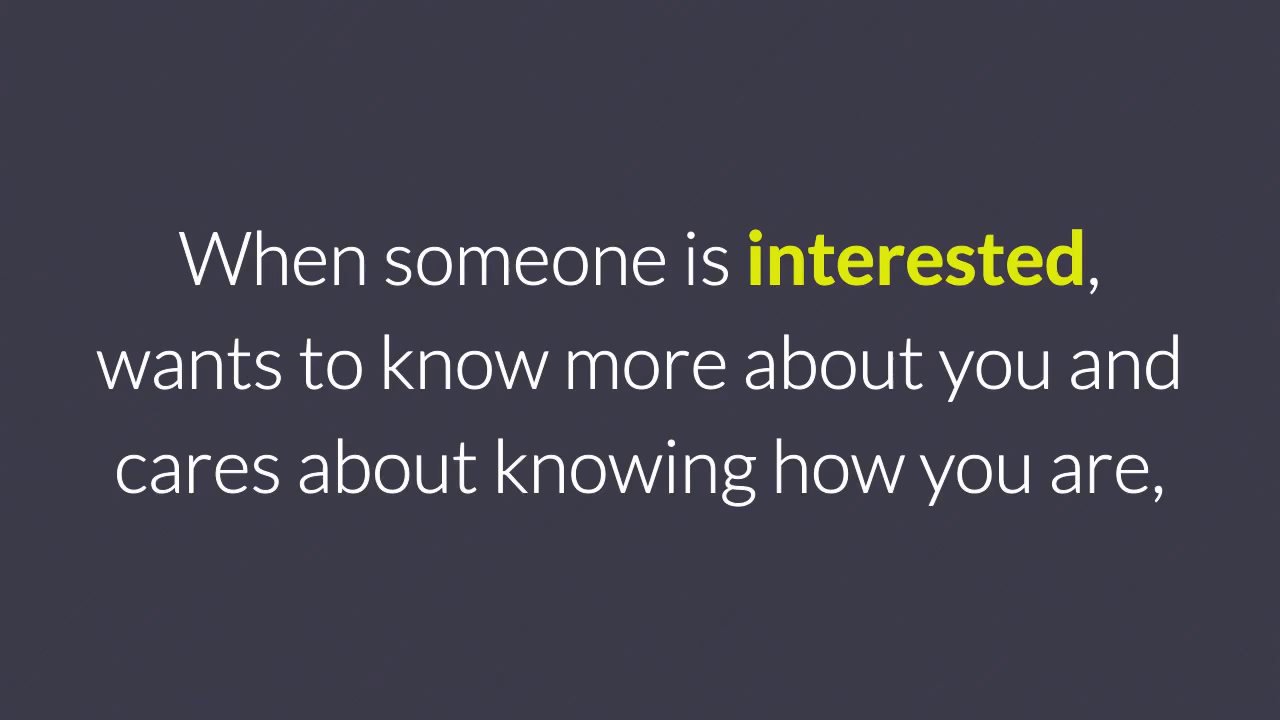 When someone is interested,
wants to know more about you and
cares about knowing how you are,